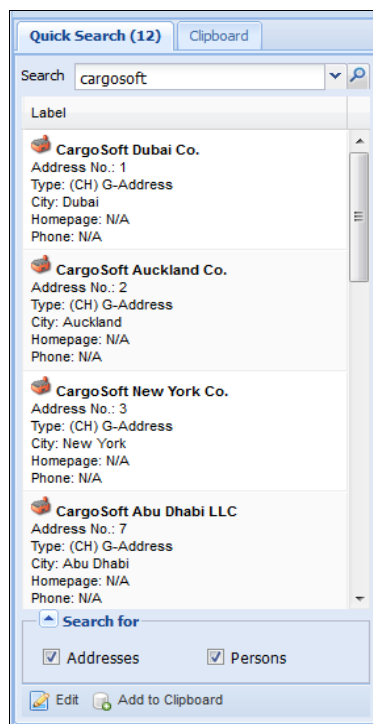 Quick Search (12) Clipboard
Search cargosoft
Label
CargoSoft Dubai Co.
Address No.: 1
Type: (CH) G-Address
City: Dubai
Homepage: N/A
Phone: N/A
CargoSoft Auckland Co.
Address No.: 2
Type: (CH) G-Address
City: Auckland
Homepage: N/A
Phone: N/A
CargoSoft New York Co.
Address No.: 3
Type: (CH) G-Address
City: New York
Homepage: N/A
Phone: N/A
CargoSoft Abu Dhabi LLC
Address No.: 7
Type: (CH) G-Address
City: Abu Dhabi
Homepage: N/A
Phone: N/A
Search for
Addresses Persons
Edit Add to Clipboard